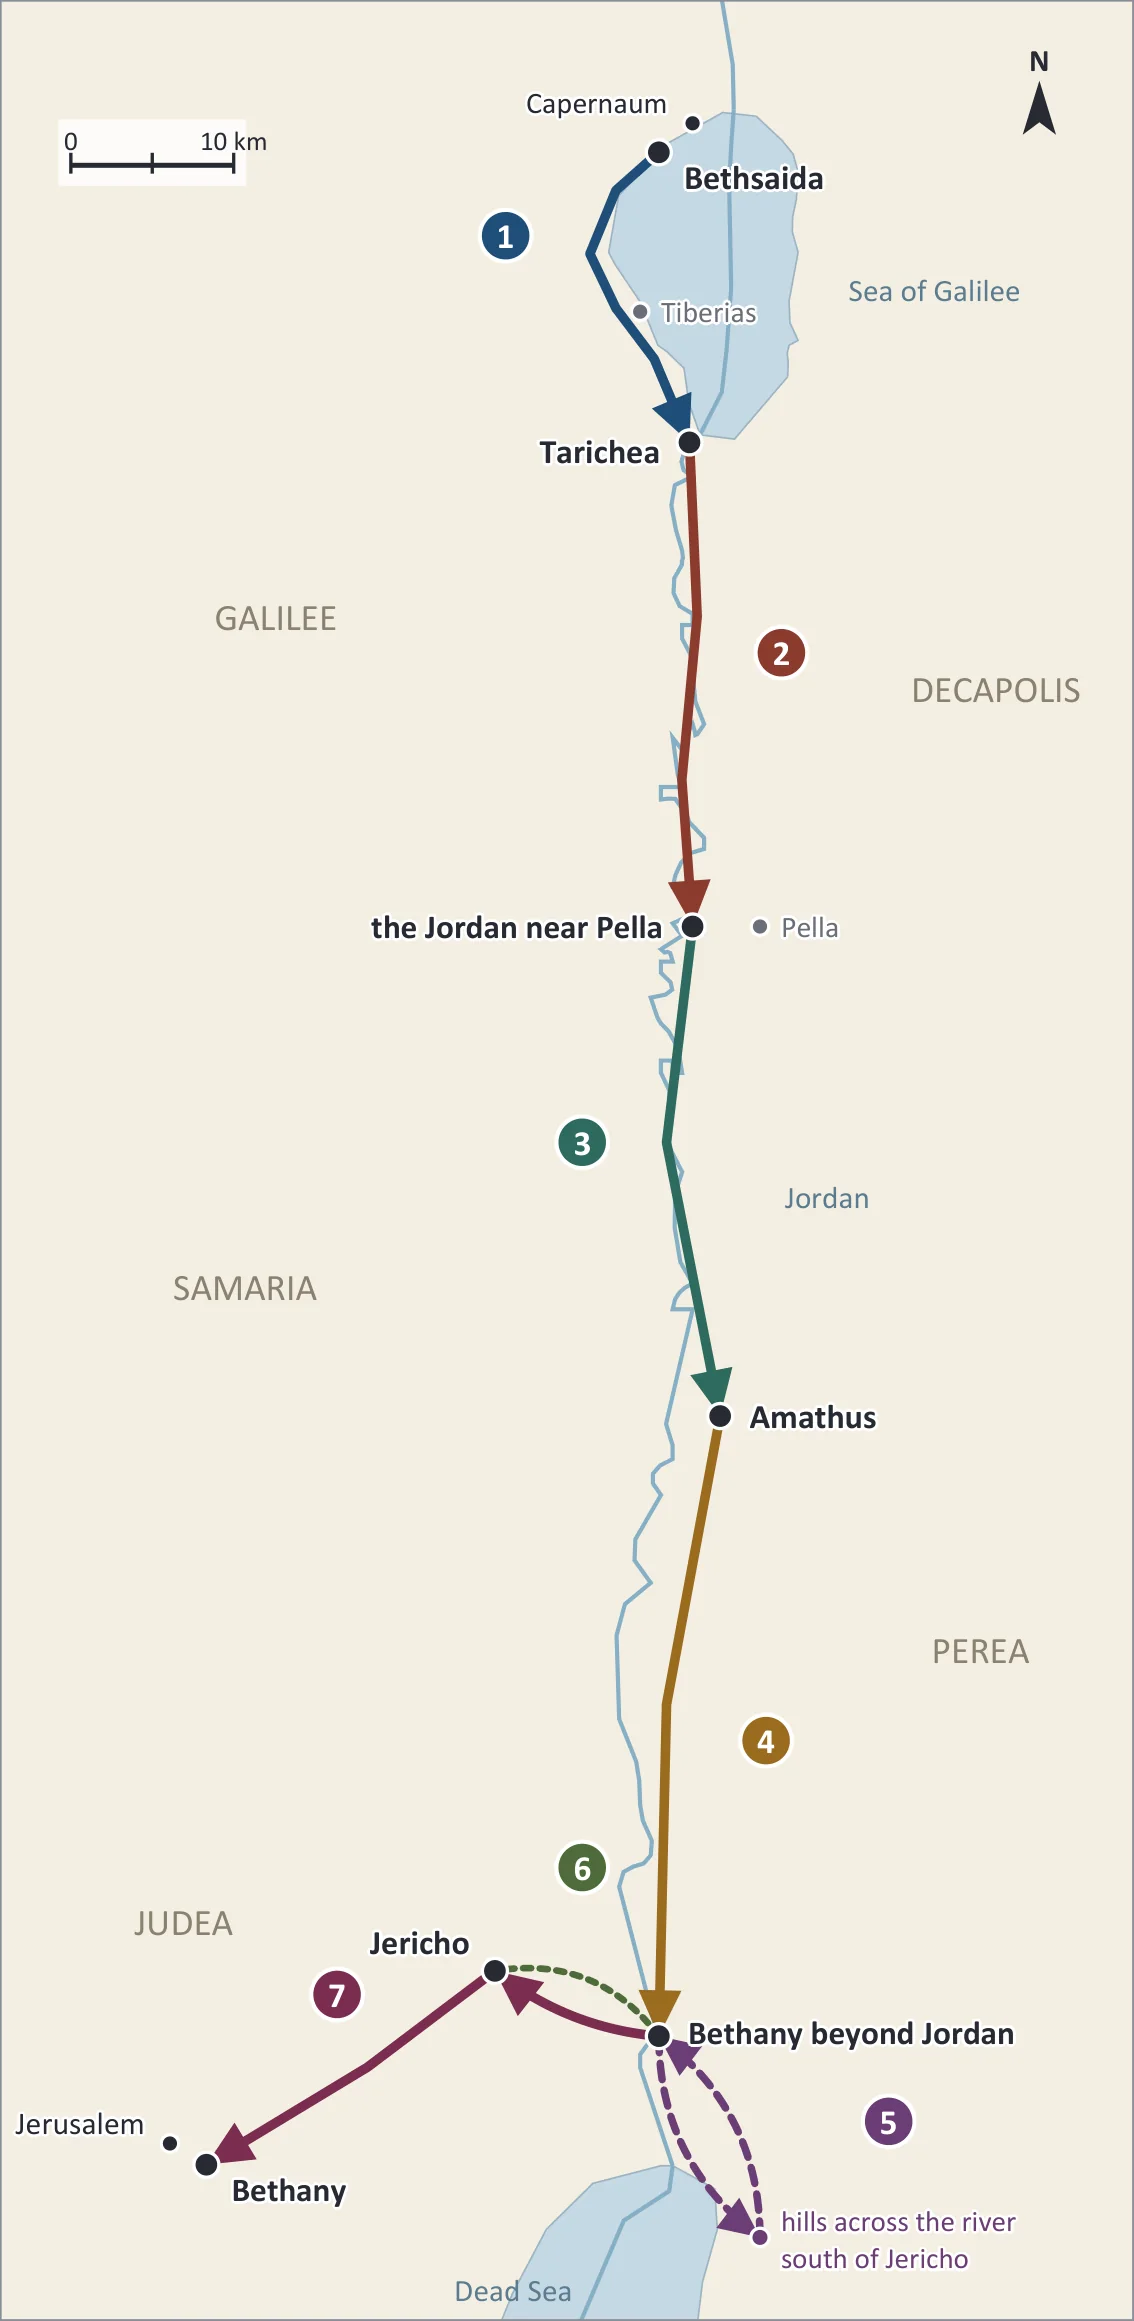 N
Capernaum
0 10 km
Bethsaida
1
Sea of Galilee
Tiberias
Tarichea
GALILEE
2
DECAPOLIS
the Jordan near Pella
Pella
3
Jordan
SAMARIA
Amathus
PEREA
4
6
JUDEA
Jericho
7
Bethany beyond Jordan
Jerusalem
5
Bethany
hills across the river
south of Jericho
Dead Sea